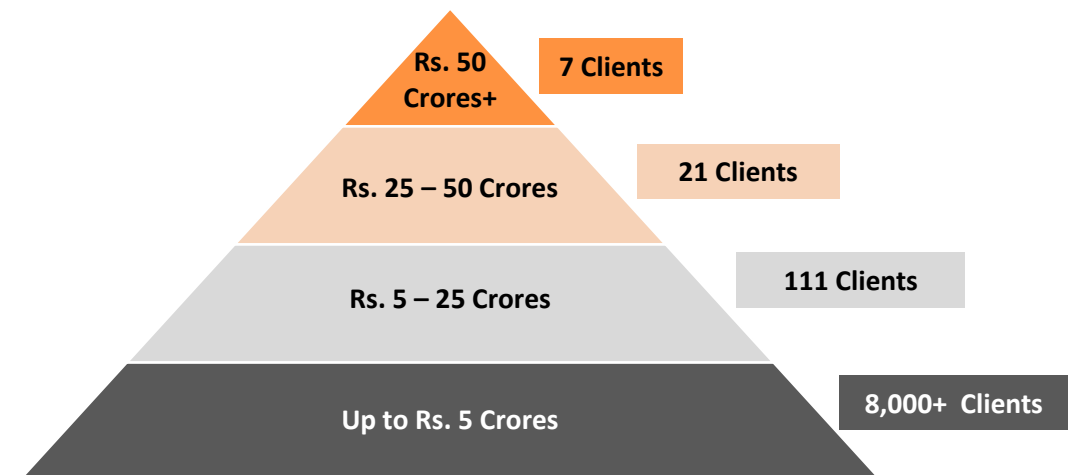 Rs. 50
Crores+
7 Clients
Rs. 25 – 50 Crores
21 Clients
Rs. 5 – 25 Crores
111 Clients
Up to Rs. 5 Crores
8,000+ Clients